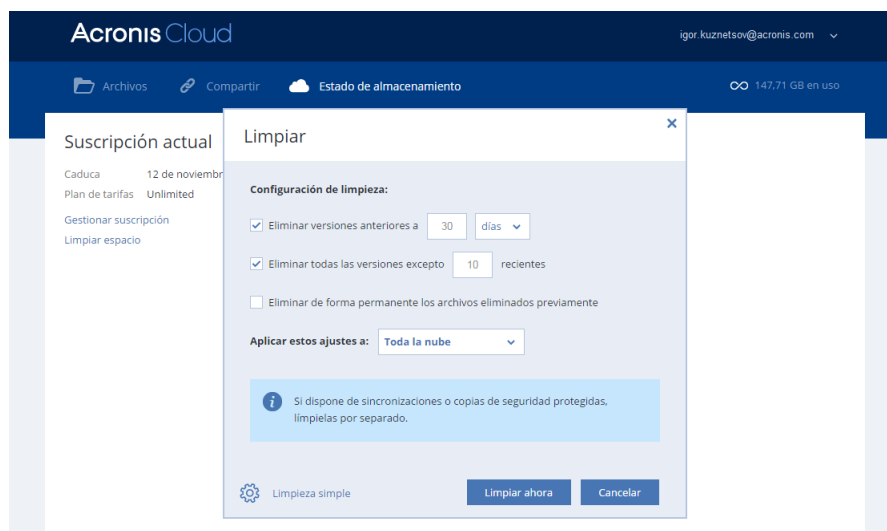 Acronis Cloud
igor.kuznetsov@acronis.com
Archivos
Compartir
Estado de almacenamiento
147,71 GB en uso
Suscripción actual
Caduca 12 de noviembr
Plan de tarifas Unlimited
Gestionar suscripción
Limpiar espacio
Limpiar
Configuración de limpieza:
Eliminar versiones anteriores a 30 días
Eliminar todas las versiones excepto 10 recientes
Eliminar de forma permanente los archivos eliminados previamente
Aplicar estos ajustes a: Toda la nube
Si dispone de sincronizaciones o copias de seguridad protegidas,
límpielas por separado.
Limpieza simple
Limpiar ahora
Cancelar